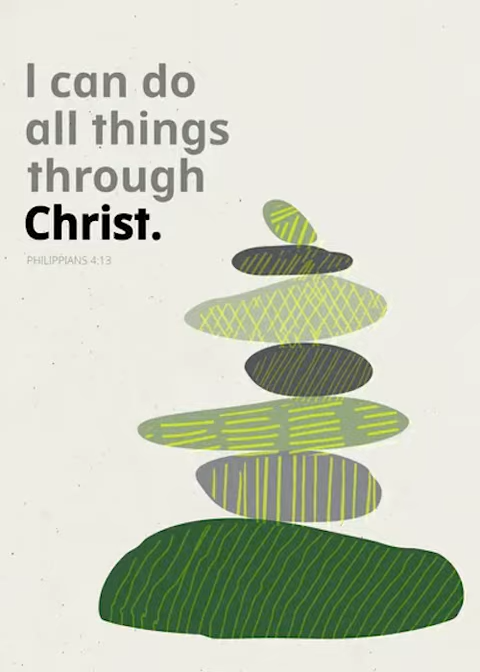 I can do
all things
through
Christ.
PHILIPPIANS 4:13